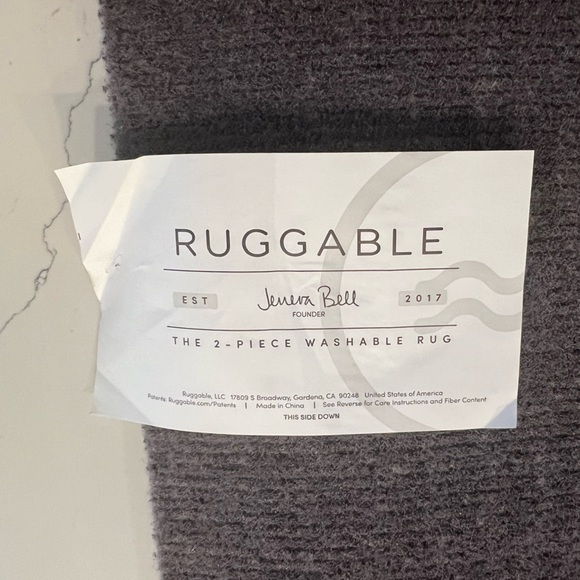 RUGGABLE
EST Jeneva Bell 2017
FOUNDER
THE 2-PIECE WASHABLE RUG
Ruggable, LLC 17809 S Broadway, Gardena, CA 90248 United States of America
Patents: Ruggable.com/Patents | Made in China | See Reverse for Care Instructions and Fiber Content
THIS SIDE DOWN